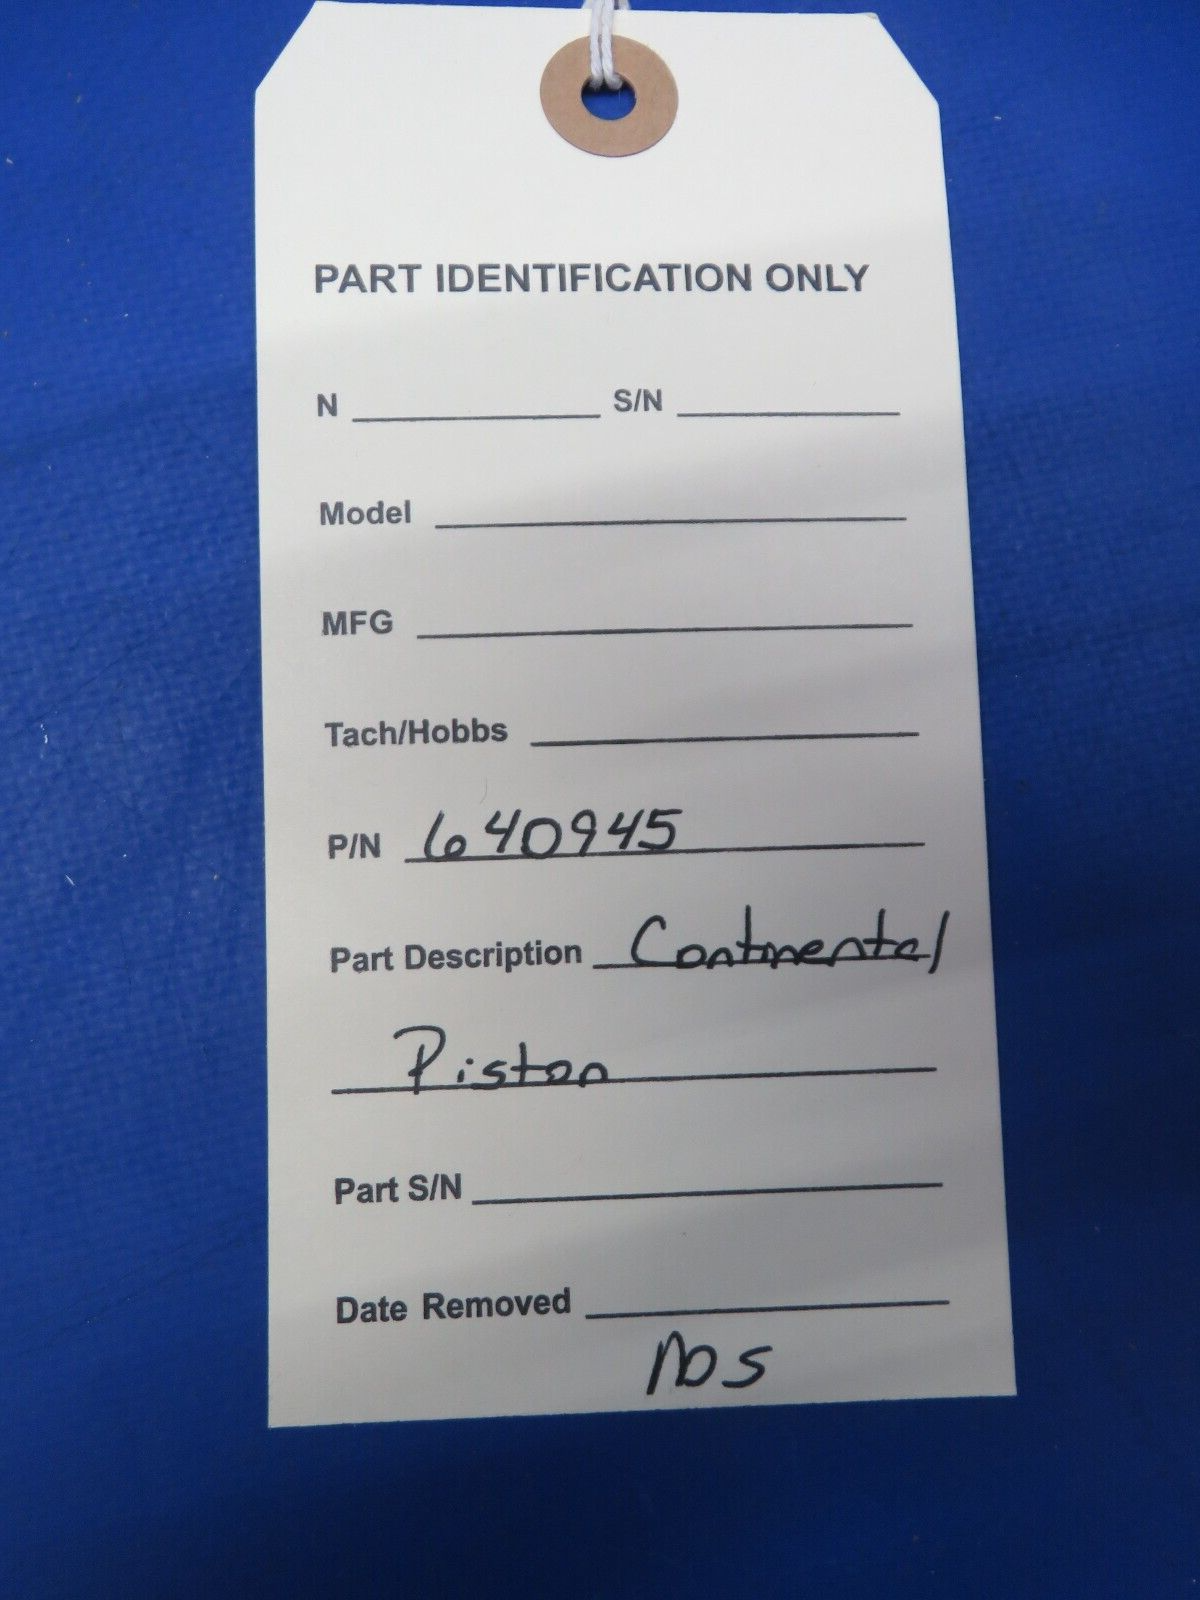 PART IDENTIFICATION ONLY
N S/N
Model
MFG
Tach/Hobbs
P/N 640945
Part Description Continental
Piston
Part S/N
Date Removed
NOS